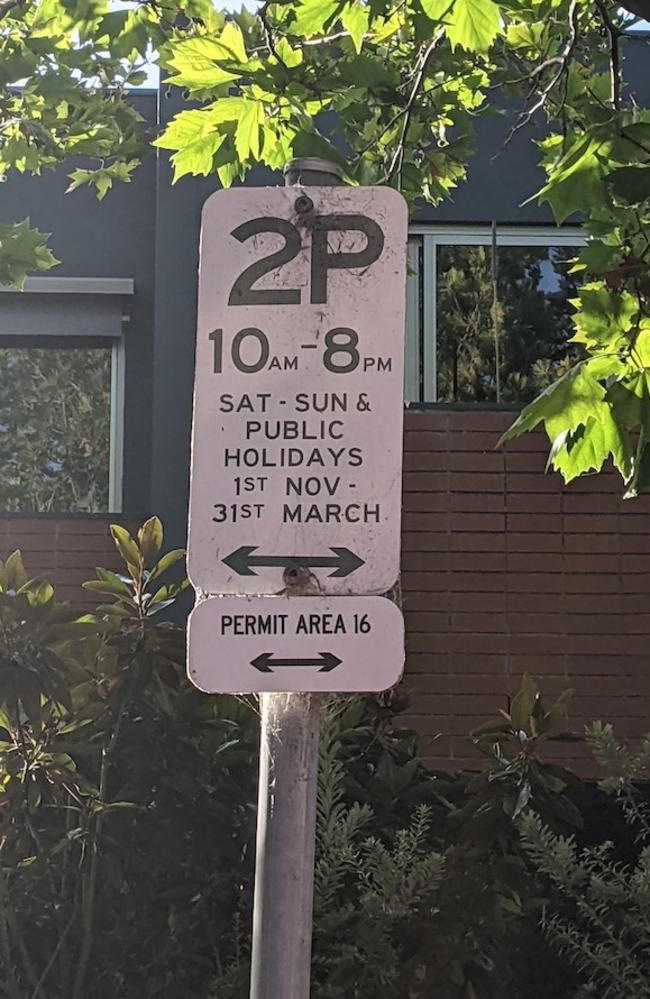 2P
10AM-8PM
SAT - SUN &
PUBLIC
HOLIDAYS
1ST NOV -
31ST MARCH
PERMIT AREA 16